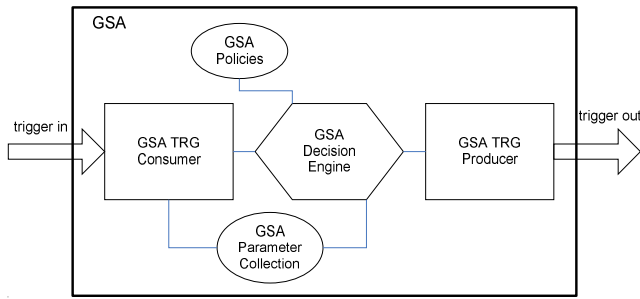 GSA
GSA
Policies
trigger in
GSA TRG
Consumer
GSA
Decision
Engine
GSA TRG
Producer
trigger out
GSA
Parameter
Collection